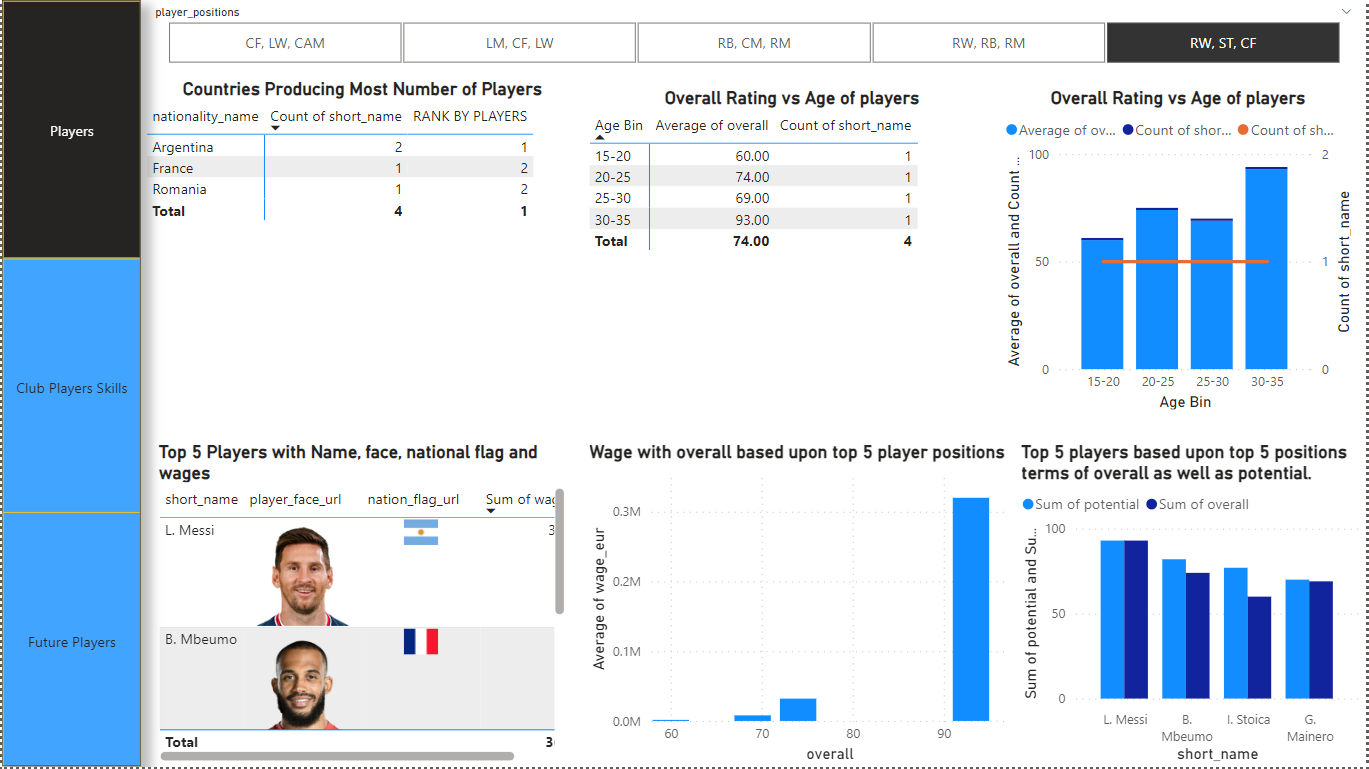 player_positions
CF, LW, CAM
LM, CF, LW
RB, CM, RM
RW, RB, RM
RW, ST, CF
Players
Club Players Skills
Future Players
Countries Producing Most Number of Players
nationality_name Count of short_name RANK BY PLAYERS
Argentina 2 1
France 1 2
Romania 1 2
Total 4 1
Overall Rating vs Age of players
Age Bin Average of overall Count of short_name
15-20 60.00 1
20-25 74.00 1
25-30 69.00 1
30-35 93.00 1
Total 74.00 4
Overall Rating vs Age of players
Average of ov... Count of shor... Count of sh...
Average of overall and Count ...
100
50
0
2
1
0
Count of short_name
15-20 20-25 25-30 30-35
Age Bin
Top 5 Players with Name, face, national flag and
wages
short_name player_face_url nation_flag_url Sum of wag
L. Messi 3
B. Mbeumo
Total 3
Wage with overall based upon top 5 player positions
Average of wage_eur
0.3M
0.2M
0.1M
0.0M
60 70 80 90
overall
Top 5 players based upon top 5 positions
terms of overall as well as potential.
Sum of potential Sum of overall
Sum of potential and Su...
100
50
0
L. Messi B. Mbeumo I. Stoica G. Mainero
short_name